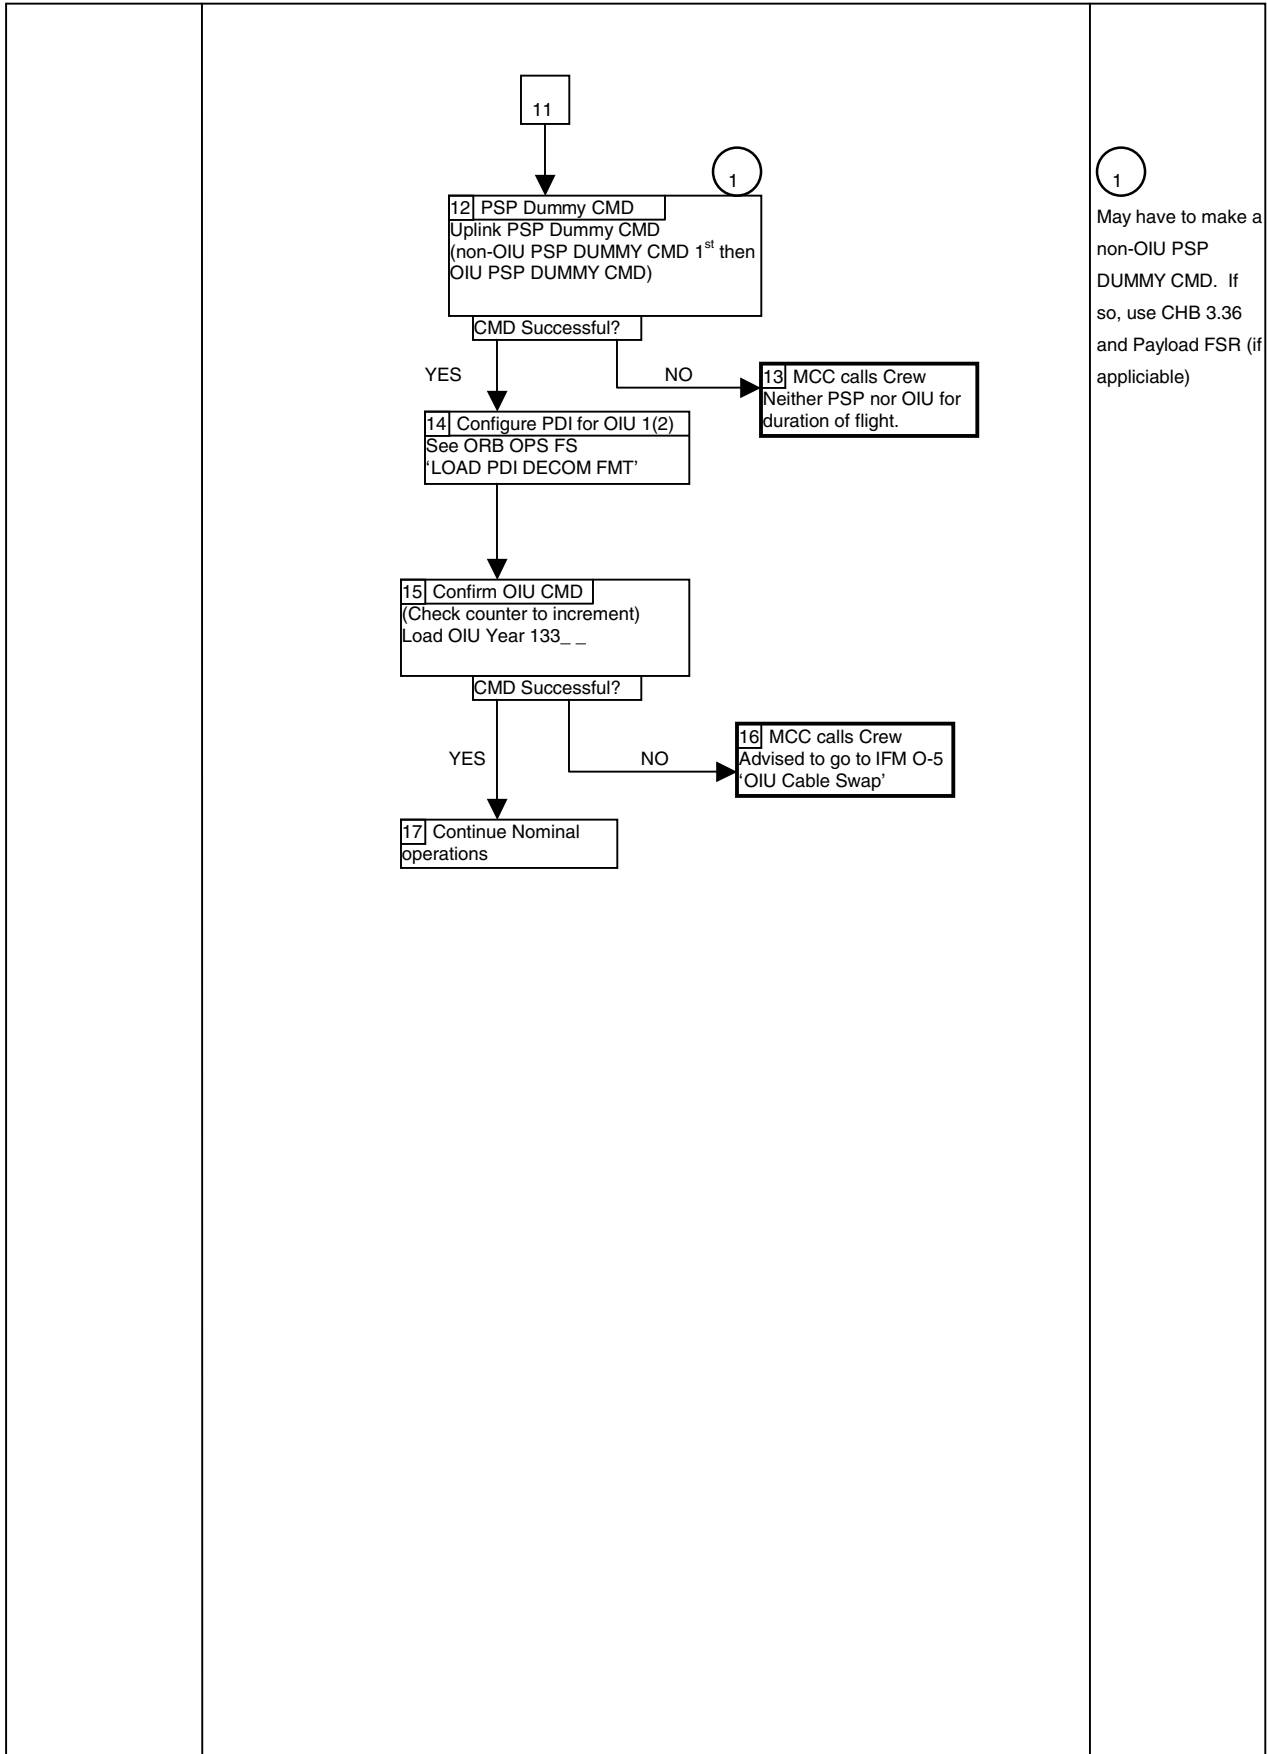 11
1
12 PSP Dummy CMD
Uplink PSP Dummy CMD
(non-OIU PSP DUMMY CMD 1st then
OIU PSP DUMMY CMD)
CMD Successful?
YES
NO
13 MCC calls Crew
Neither PSP nor OIU for
duration of flight.
14 Configure PDI for OIU 1(2)
See ORB OPS FS
‘LOAD PDI DECOM FMT’
15 Confirm OIU CMD
(Check counter to increment)
Load OIU Year 133_ _
CMD Successful?
YES
NO
16 MCC calls Crew
Advised to go to IFM O-5
‘OIU Cable Swap’
17 Continue Nominal
operations
1
May have to make a
non-OIU PSP
DUMMY CMD.  If
so, use CHB 3.36
and Payload FSR (if
appliciable)